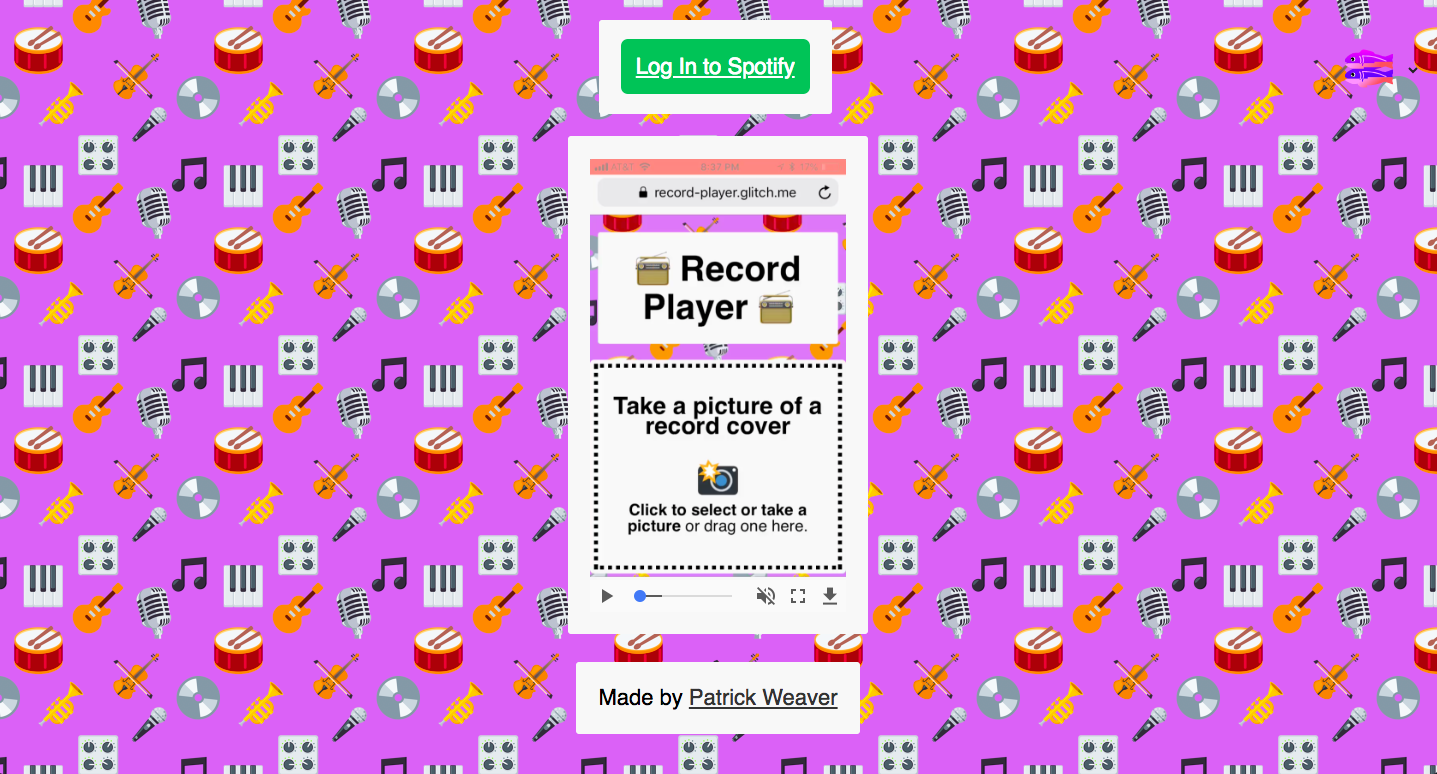 Log In to Spotify
AT&T 8:37 PM
record-player.glitch.me
Record
Player
Take a picture of a
record cover
Click to select or take a
picture or drag one here.
Made by Patrick Weaver